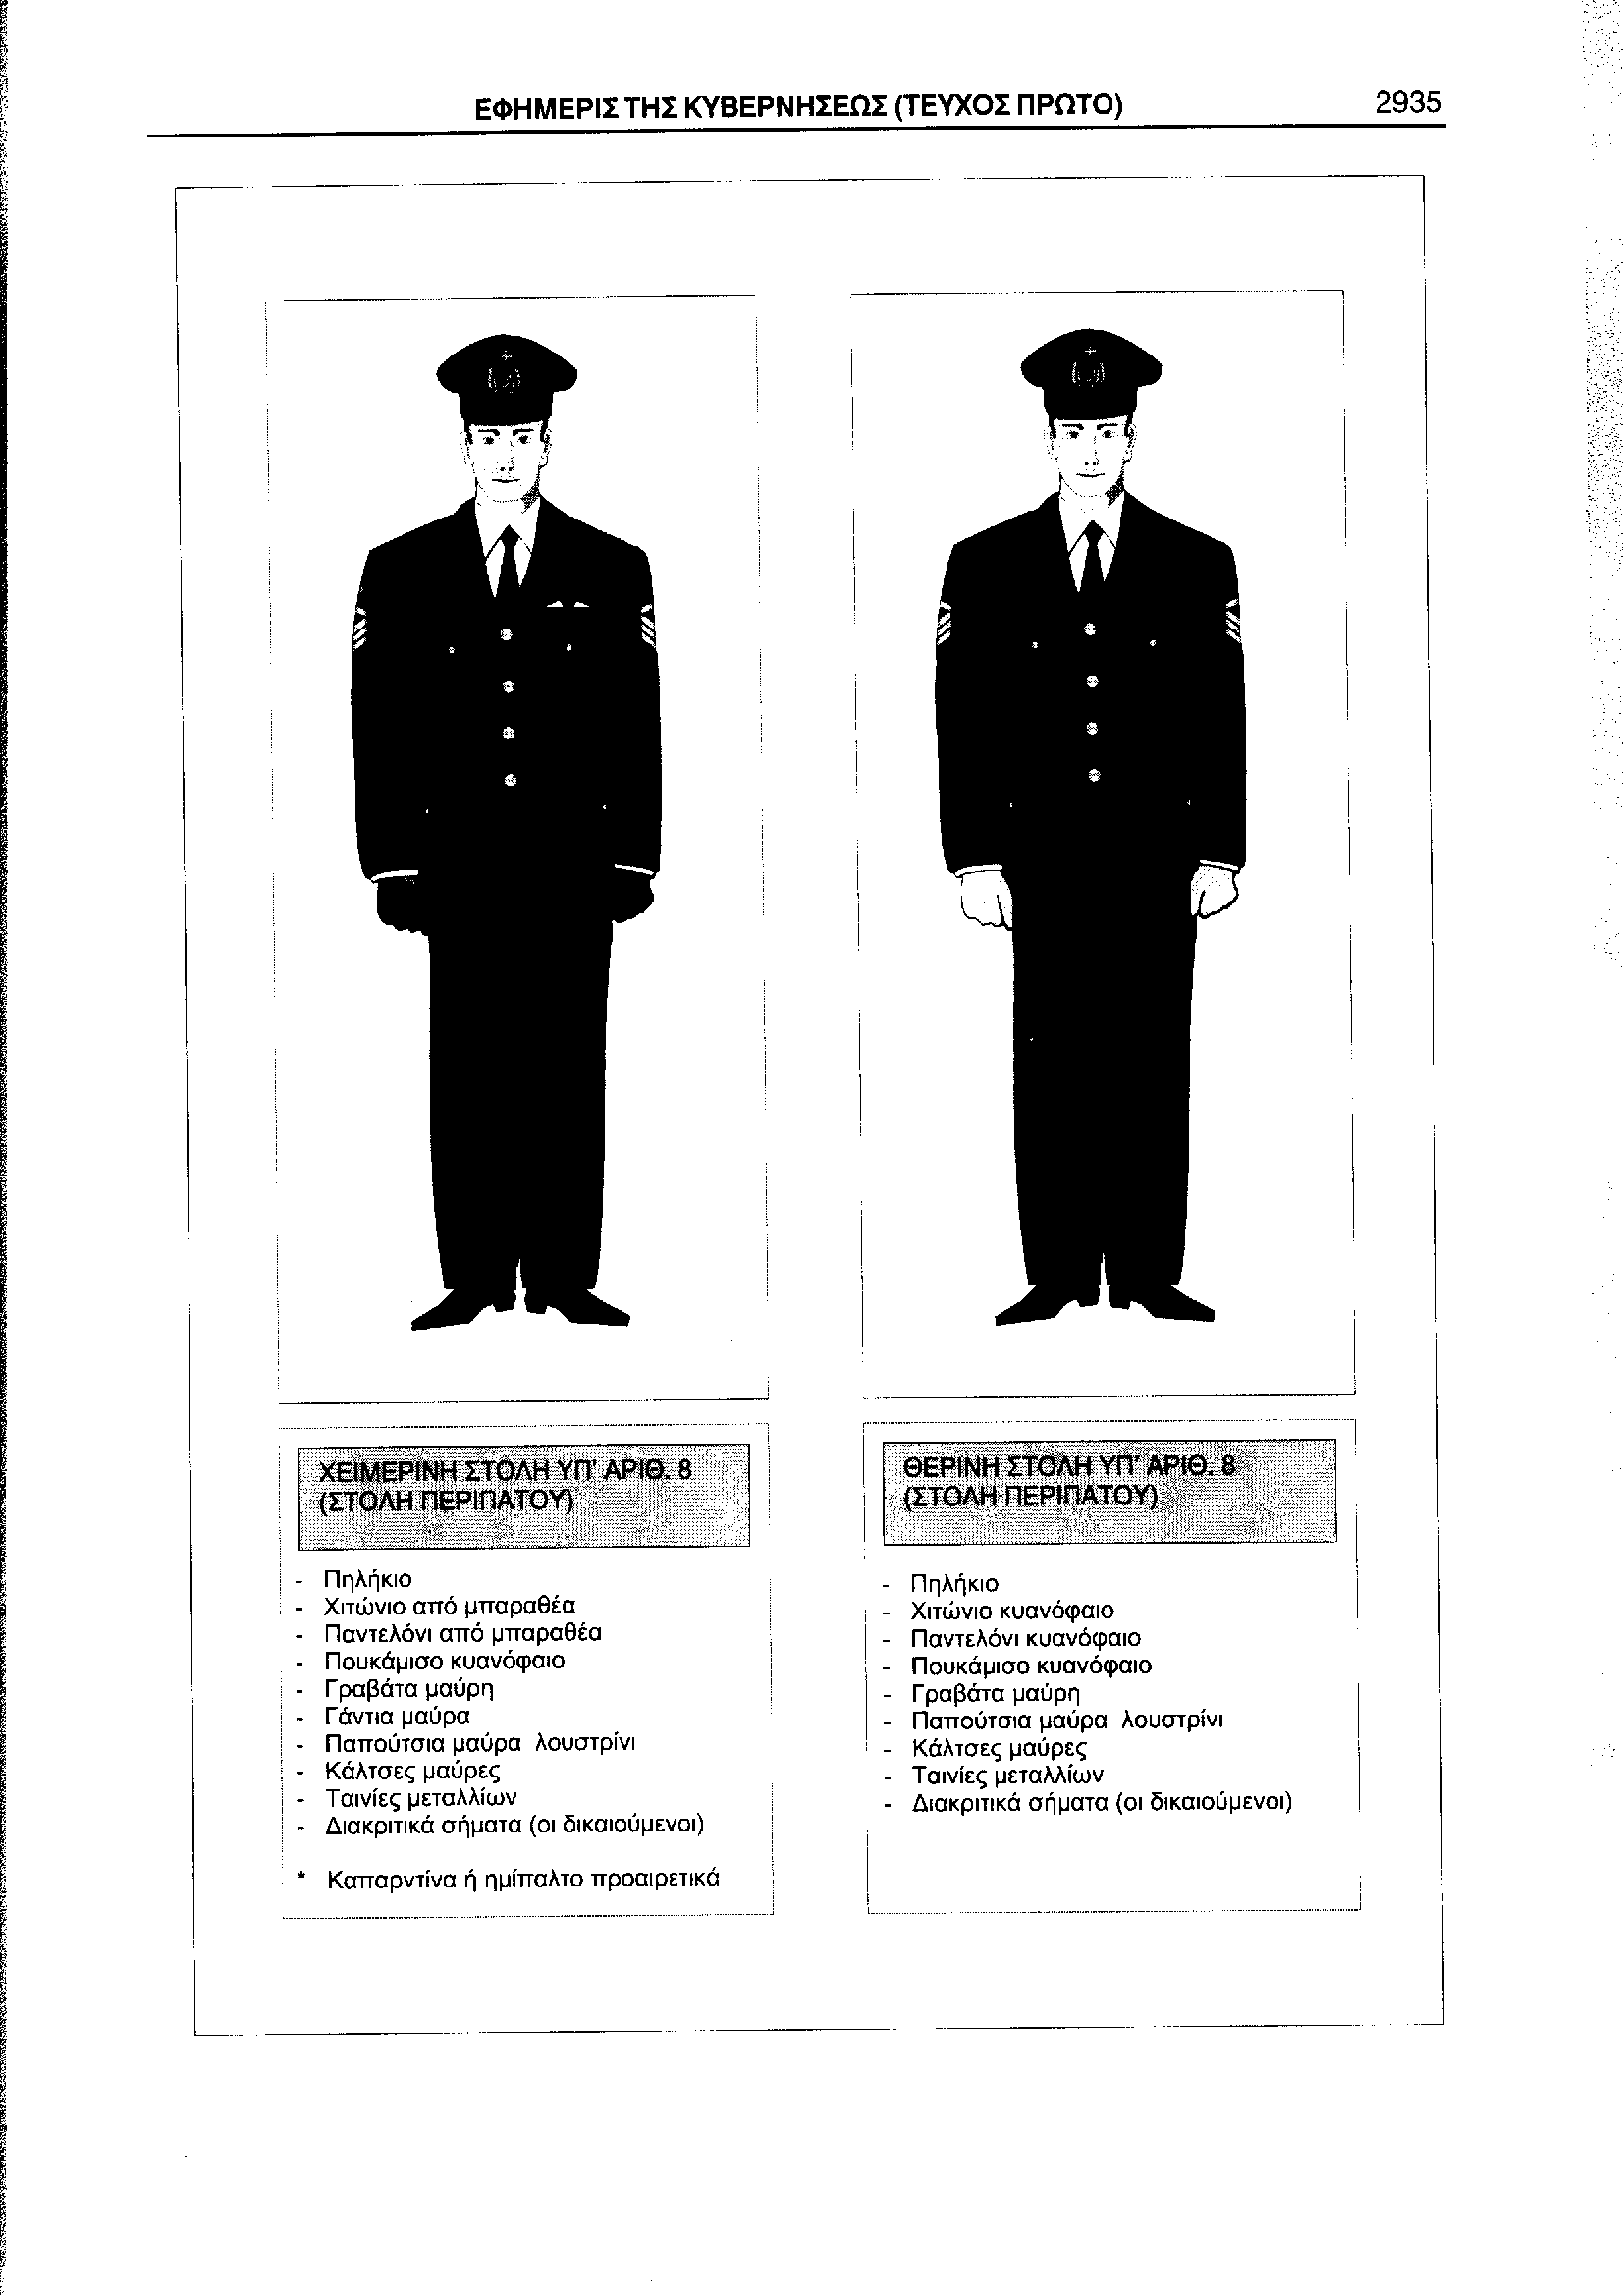 ΕΦΗΜΕΡΙΣ ΤΗΣ ΚΥΒΕΡΝΗΣΕΩΣ (ΤΕΥΧΟΣ ΠΡΩΤΟ) 2935
ΧΕΙΜΕΡΙΝΗ ΣΤΟΛΗ ΥΠ' ΑΡΙΘ. 8
(ΣΤΟΛΗ ΠΕΡΙΠΑΤΟΥ)
- Πηλήκιο
- Χιτώνιο από μπαραθέα
- Παντελόνι από μπαραθέα
- Πουκάμισο κυανόφαιο
- Γραβάτα μαύρη
- Γάντια μαύρα
- Παπούτσια μαύρα λουστρίνι
- Κάλτσες μαύρες
- Ταινίες μεταλλίων
- Διακριτικά σήματα (οι δικαιούμενοι)
* Καπαρντίνα ή ημίπαλτο προαιρετικά
ΘΕΡΙΝΗ ΣΤΟΛΗ ΥΠ' ΑΡΙΘ. 8
(ΣΤΟΛΗ ΠΕΡΙΠΑΤΟΥ)
- Πηλήκιο
- Χιτώνιο κυανόφαιο
- Παντελόνι κυανόφαιο
- Πουκάμισο κυανόφαιο
- Γραβάτα μαύρη
- Παπούτσια μαύρα λουστρίνι
- Κάλτσες μαύρες
- Ταινίες μεταλλίων
- Διακριτικά σήματα (οι δικαιούμενοι)